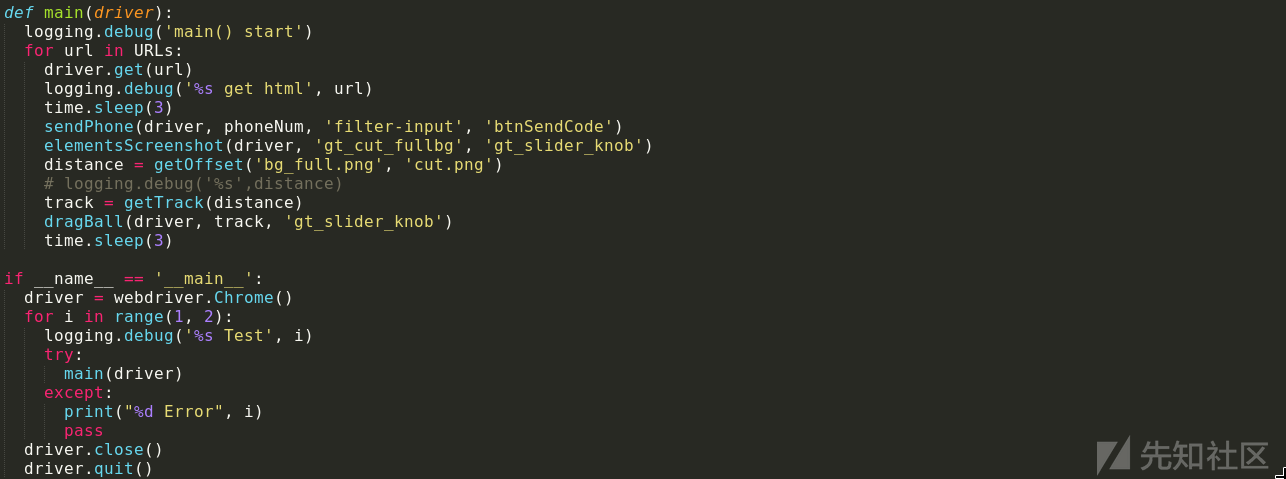 def main(driver):
  logging.debug('main() start')
  for url in URLs:
    driver.get(url)
    logging.debug('%s get html', url)
    time.sleep(3)
    sendPhone(driver, phoneNum, 'filter-input', 'btnSendCode')
    elementsScreenshot(driver, 'gt_cut_fullbg', 'gt_slider_knob')
    distance = getOffset('bg_full.png', 'cut.png')
    # logging.debug('%s',distance)
    track = getTrack(distance)
    dragBall(driver, track, 'gt_slider_knob')
    time.sleep(3)

if __name__ == '__main__':
  driver = webdriver.Chrome()
  for i in range(1, 2):
    logging.debug('%s Test', i)
    try:
      main(driver)
    except:
      print("%d Error", i)
      pass
  driver.close()
  driver.quit()
先知社区